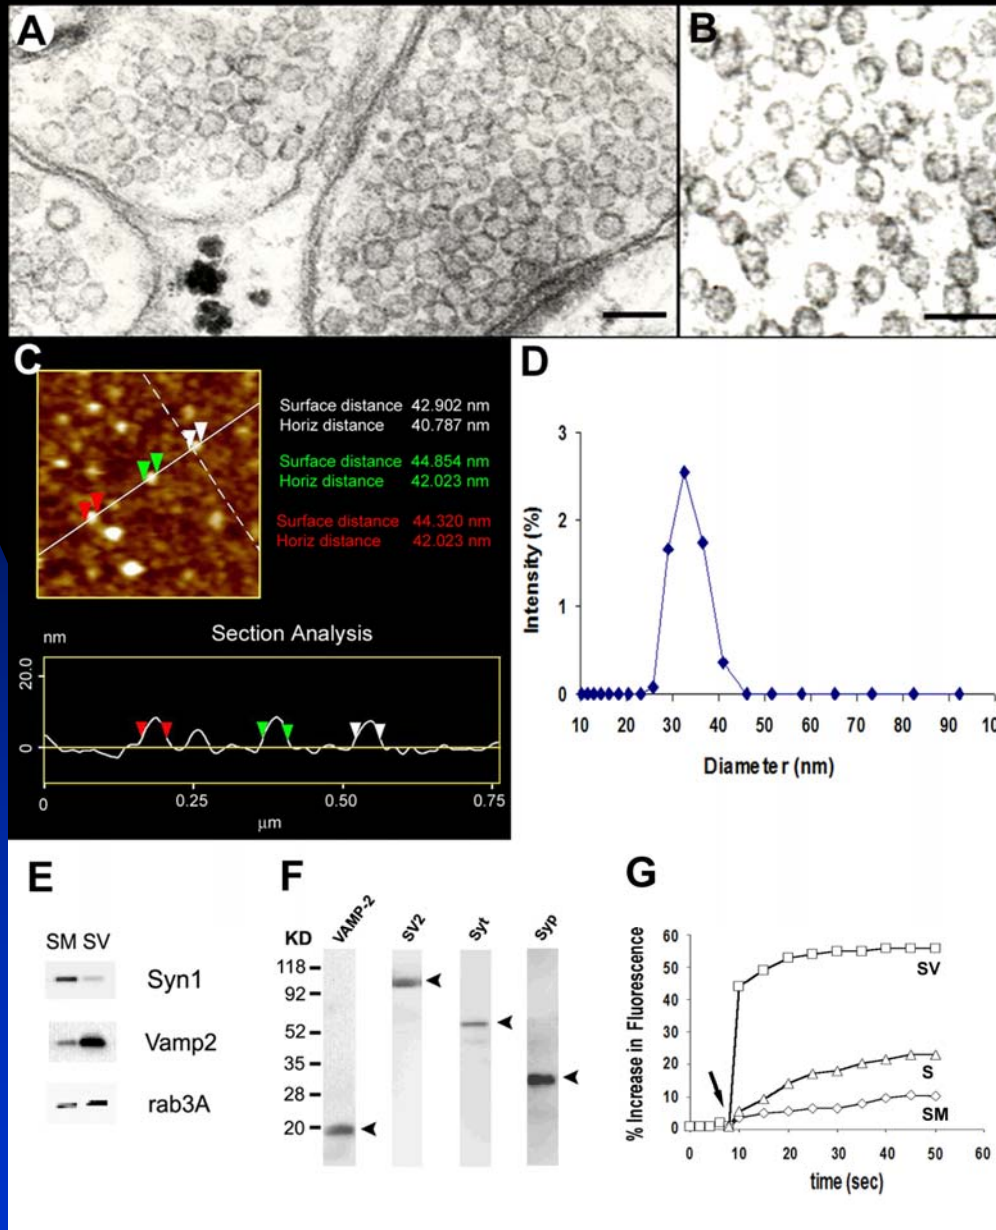 A
B
C
Surface distance 42.902 nm
Horiz distance 40.787 nm
Surface distance 44.854 nm
Horiz distance 42.023 nm
Surface distance 44.320 nm
Horiz distance 42.023 nm
Section Analysis
nm
20.0
0
0 0.25 0.50 0.75
μm
D
Intensity (%)
3
2
1
0
10 20 30 40 50 60 70 80 90 10
Diameter (nm)
E
SM SV
Syn1
Vamp2
rab3A
F
KD VAMP-2 SV2 Syt Syp
118
92
52
35
28
20
G
% Increase in Fluorescence
60
50
40
30
20
10
0
SV
S
SM
0 10 20 30 40 50 60
time (sec)